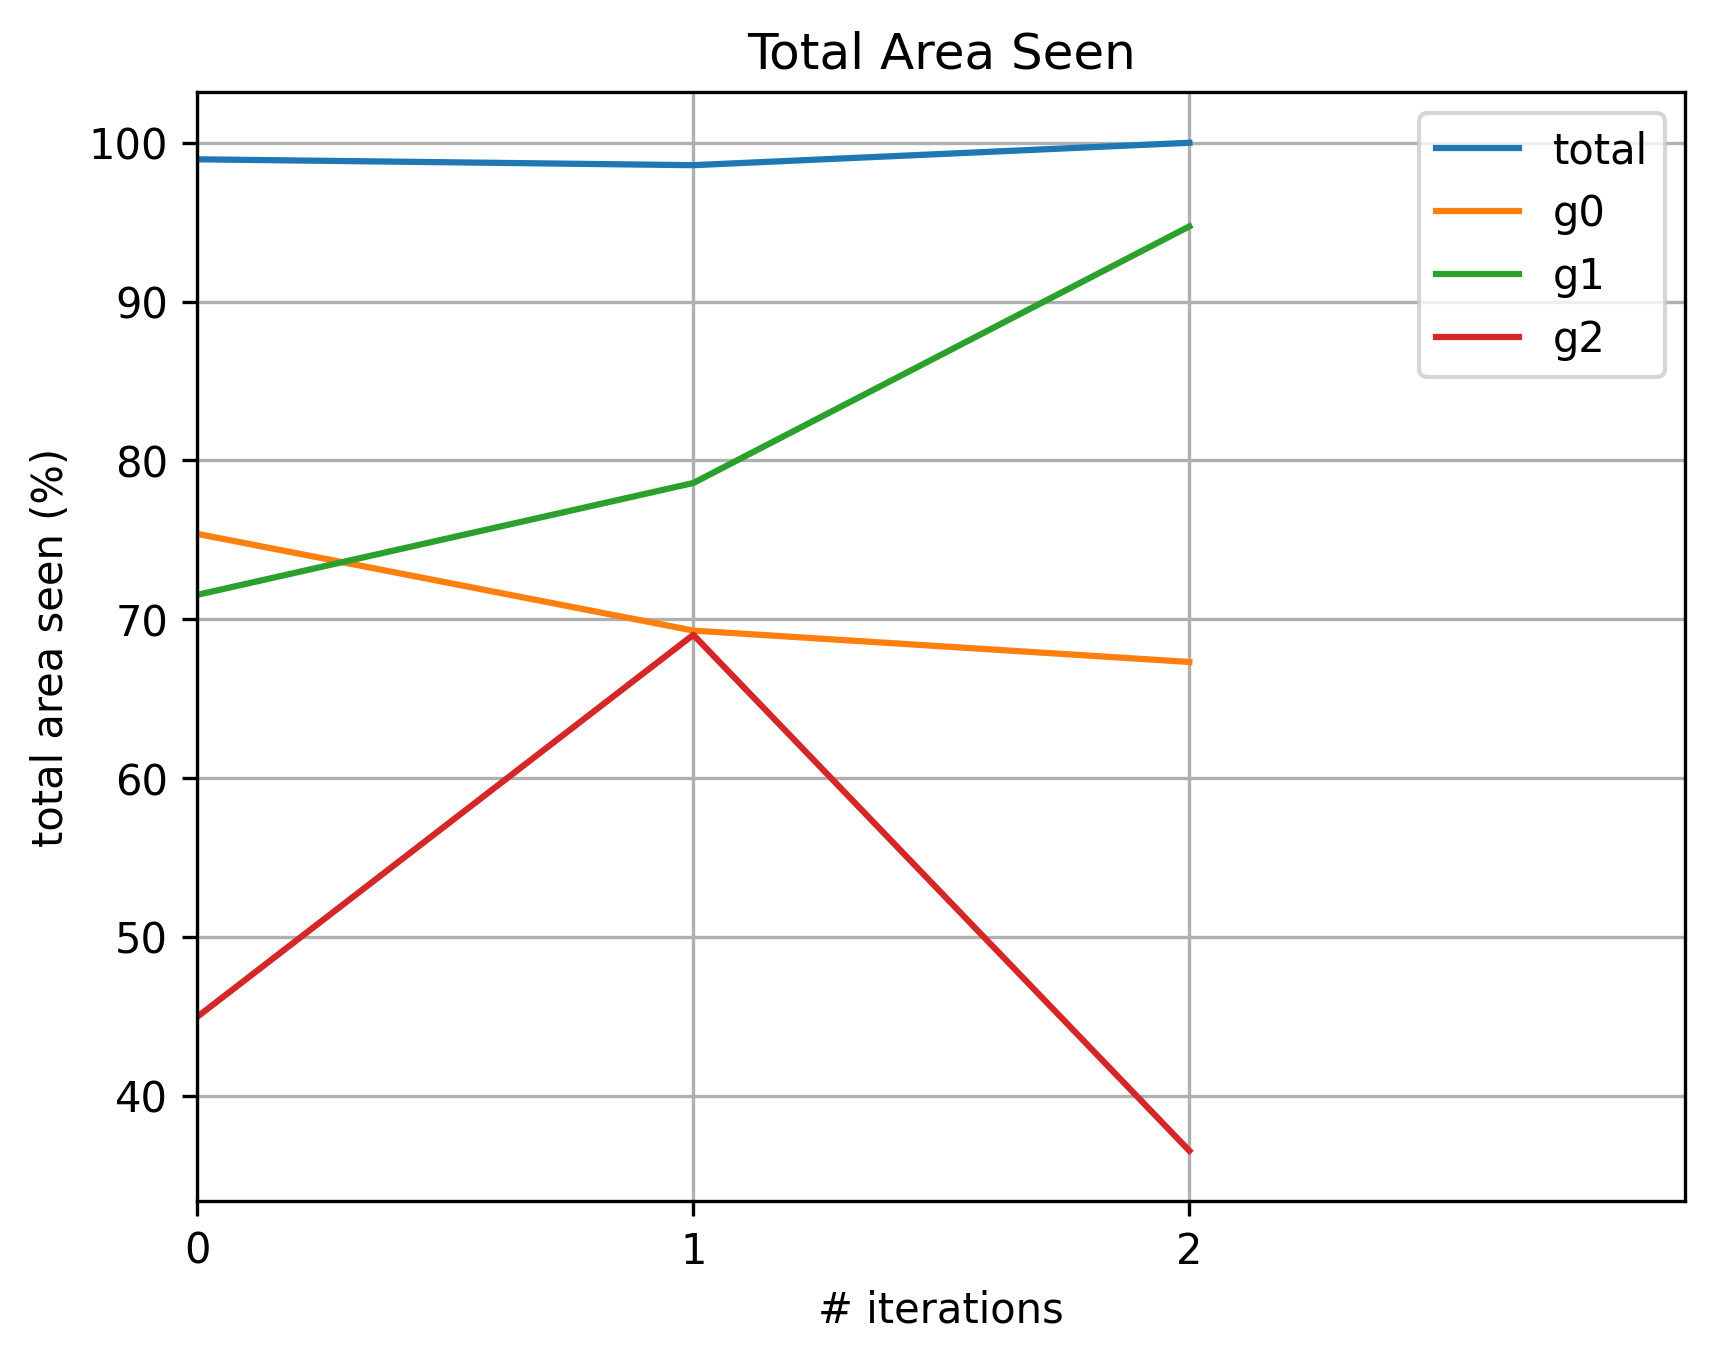 Total Area Seen
total
g0
g1
g2
total area seen (%)
100
90
80
70
60
50
40
0
1
2
# iterations